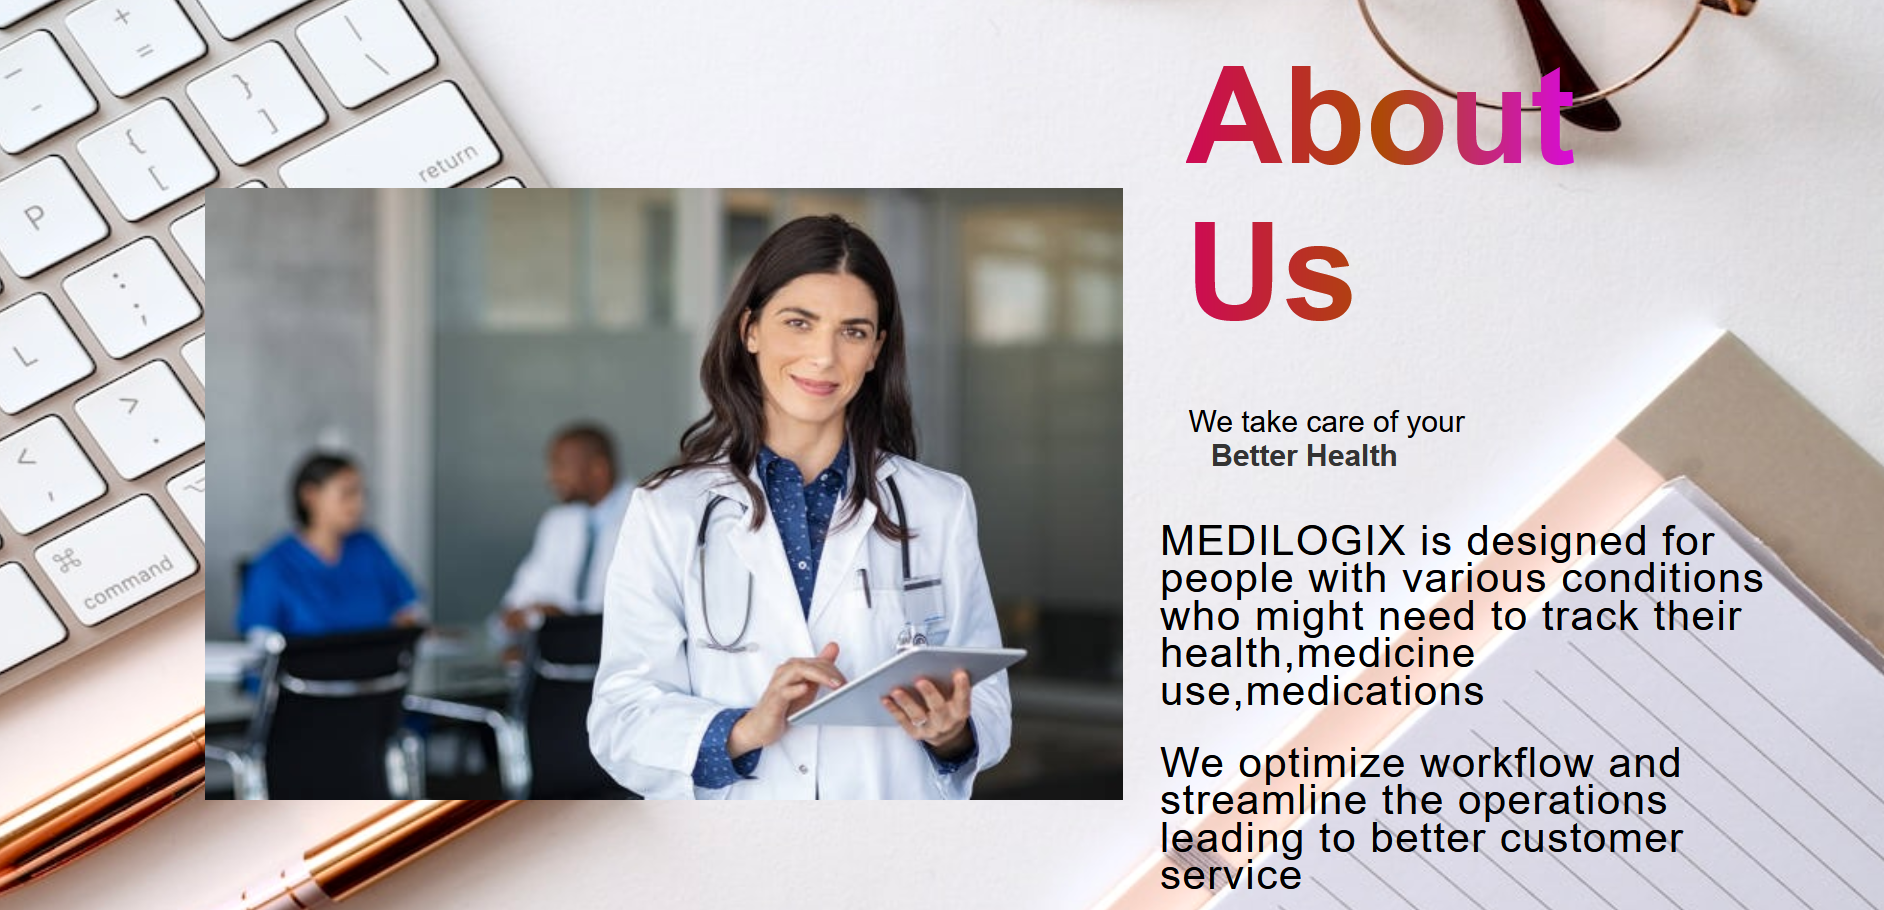 +
=
—
-
}
]
|
\
{
[
return
P
:
;
L
>
.
<
,
⌘
command
About
Us
We take care of your
Better Health
MEDILOGIX is designed for
people with various conditions
who might need to track their
health,medicine
use,medications
We optimize workflow and
streamline the operations
leading to better customer
service